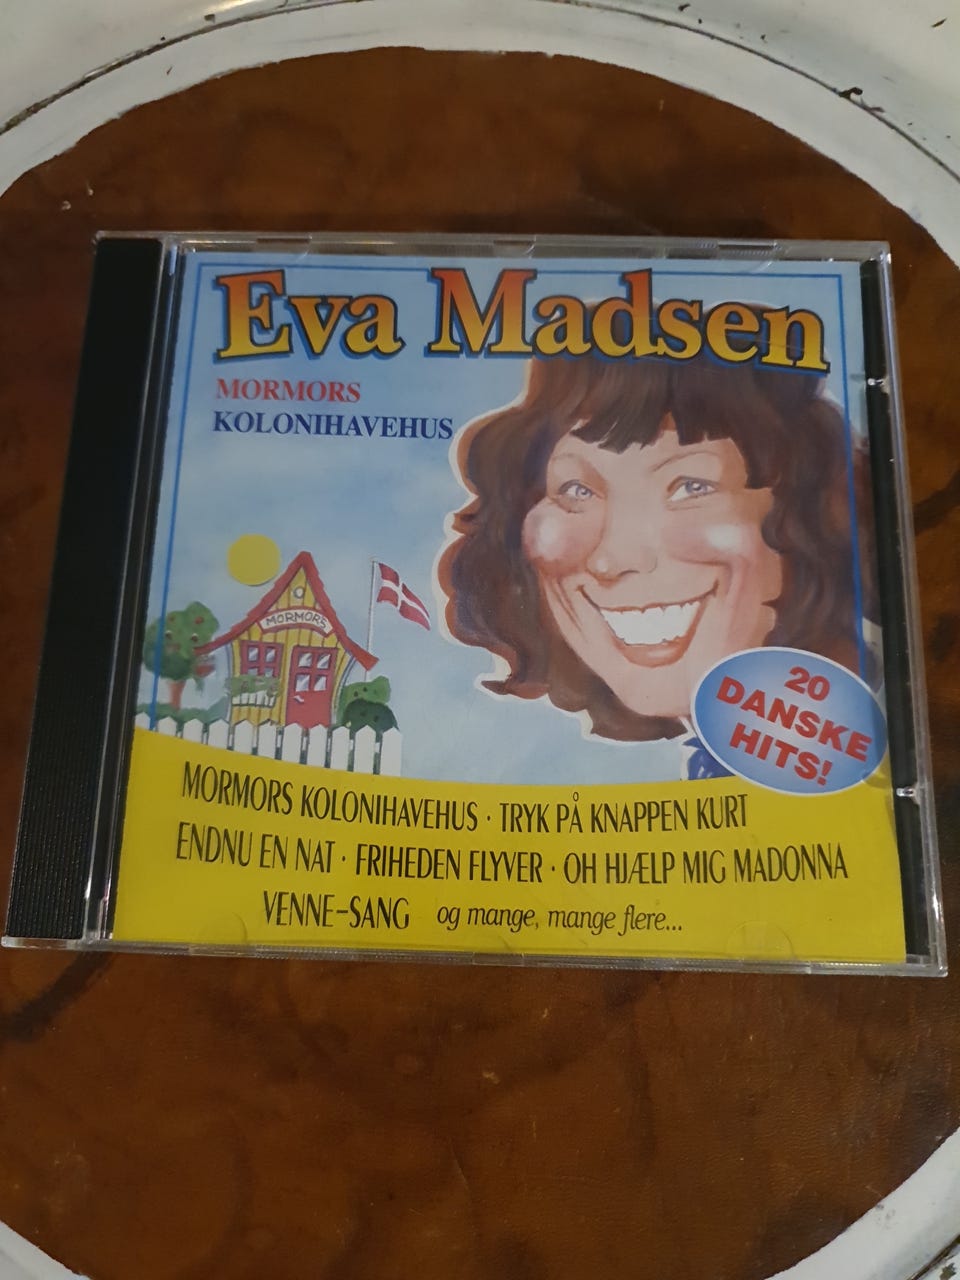 Eva Madsen
MORMORS
KOLONIHAVEHUS
MORMORS
20
DANSKE
HITS!
MORMORS KOLONIHAVEHUS · TRYK PÅ KNAPPEN KURT
ENDNU EN NAT · FRIHEDEN FLYVER · OH HJÆLP MIG MADONNA
VENNE-SANG og mange, mange flere...